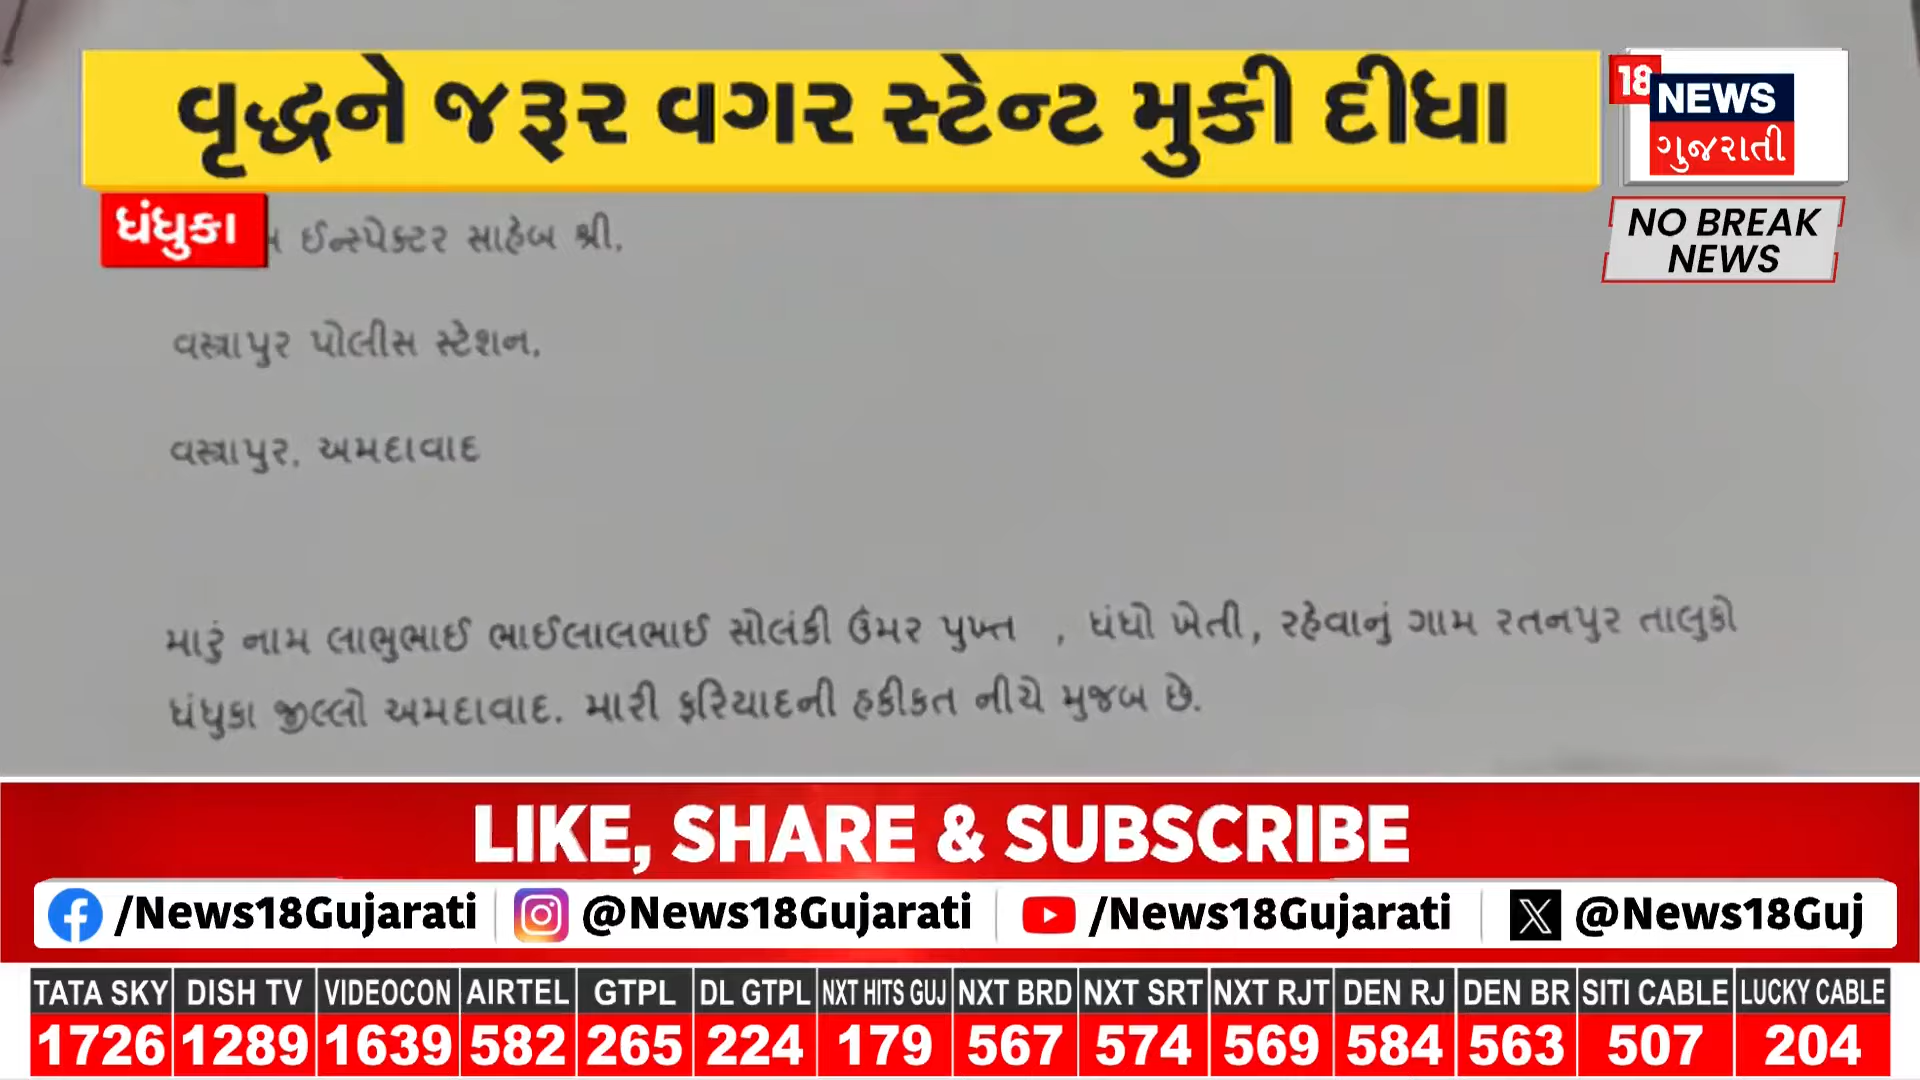 વૃદ્ધને જરૂર વગર સ્ટેન્ટ મુકી દીધા
18
NEWS
ગુજરાતી
NO BREAK
NEWS
ધંધુકા
ઈન્સ્પેક્ટર સાહેબ શ્રી,
વસ્ત્રાપુર પોલીસ સ્ટેશન,
વસ્ત્રાપુર, અમદાવાદ
મારું નામ લાભુભાઈ ભાઈલાલભાઈ સોલંકી ઉંમર પુખ્ત , ધંધો ખેતી, રહેવાનું ગામ રતનપુર તાલુકો
ધંધુકા જીલ્લો અમદાવાદ. મારી ફરિયાદની હકીકત નીચે મુજબ છે.
LIKE, SHARE & SUBSCRIBE
/News18Gujarati @News18Gujarati /News18Gujarati @News18Guj
TATA SKY DISH TV VIDEOCON AIRTEL GTPL DL GTPL NXT HITS GUJ NXT BRD NXT SRT NXT RJT DEN RJ DEN BR SITI CABLE LUCKY CABLE
1726 1289 1639 582 265 224 179 567 574 569 584 563 507 204